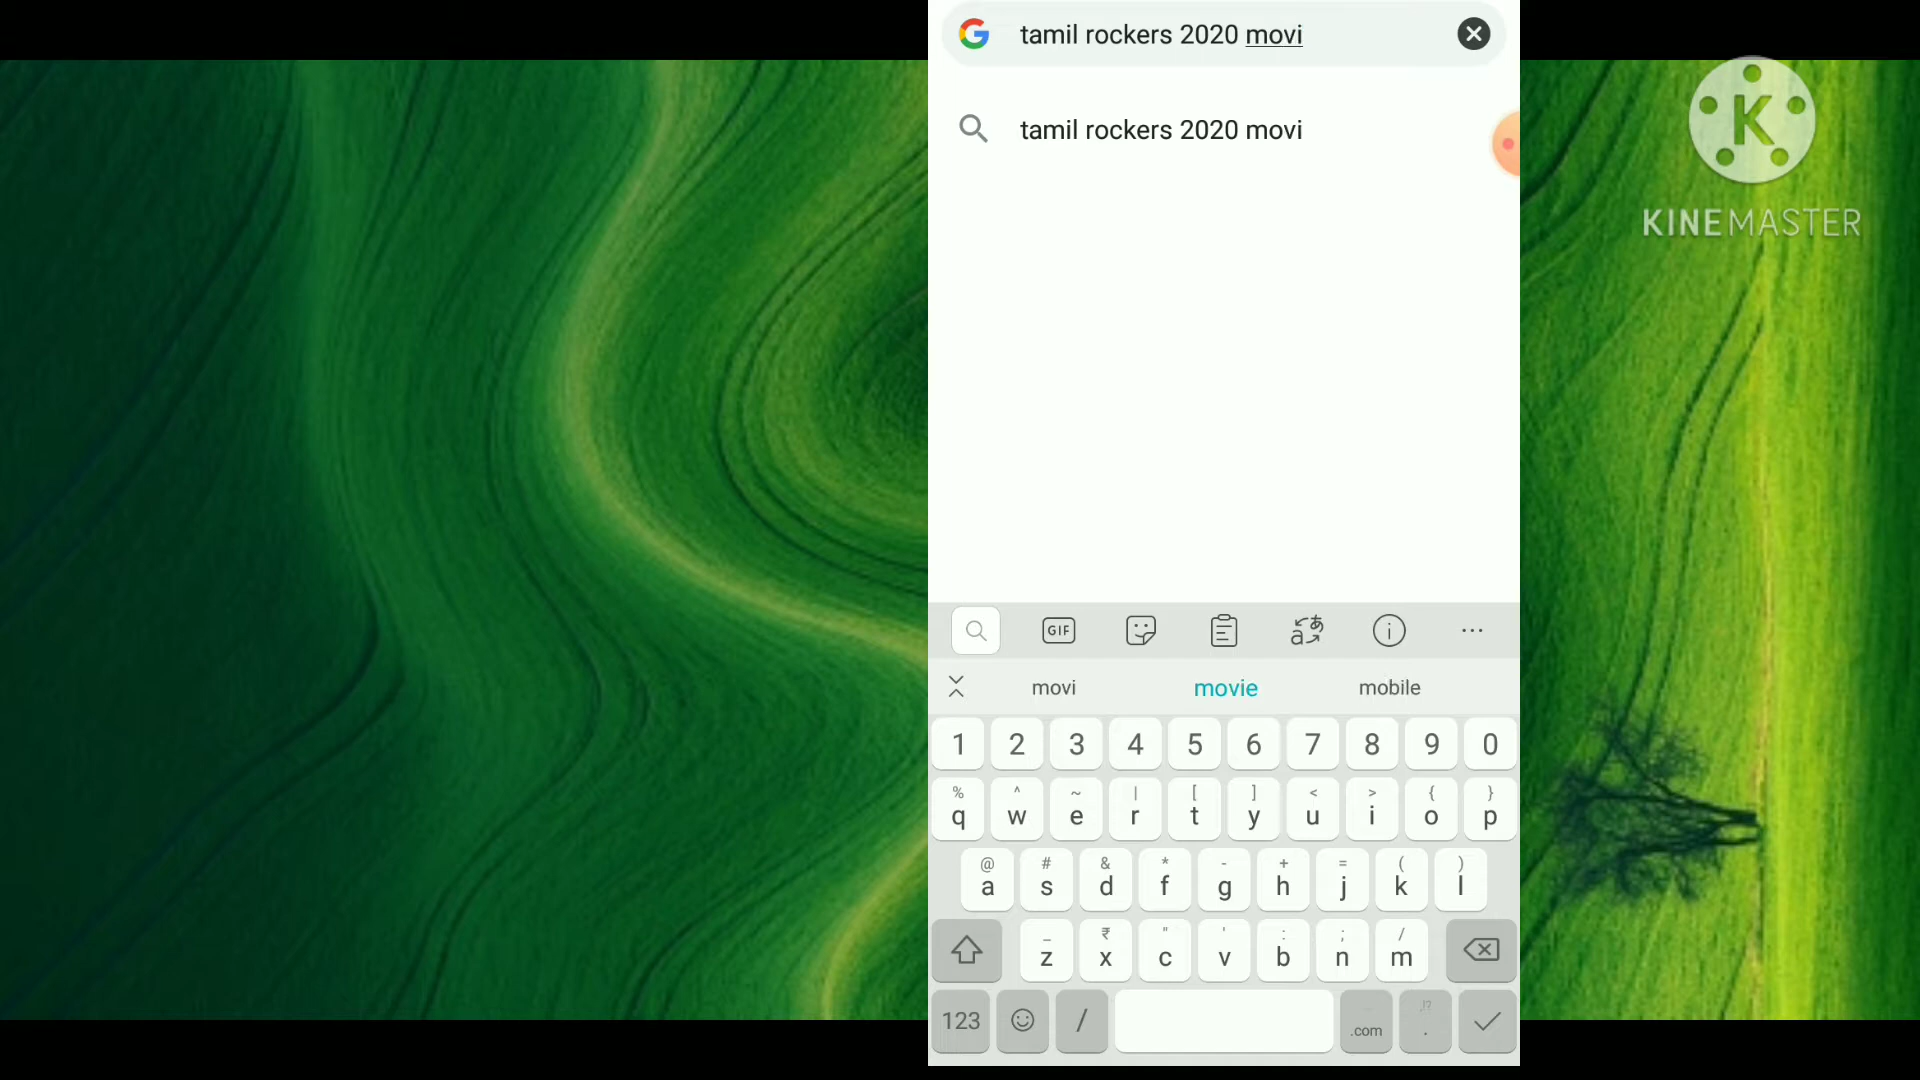 tamil rockers 2020 movi
tamil rockers 2020 movi
K
KINEMASTER
GIF
movi movie mobile
1 2 3 4 5 6 7 8 9 0
% ^ ~ | [ ] < > { }
q w e r t y u i o p
@ # & * - + = ( )
a s d f g h j k l
_ ₹ " ' : ; /
z x c v b n m
123 / .com ,!? .